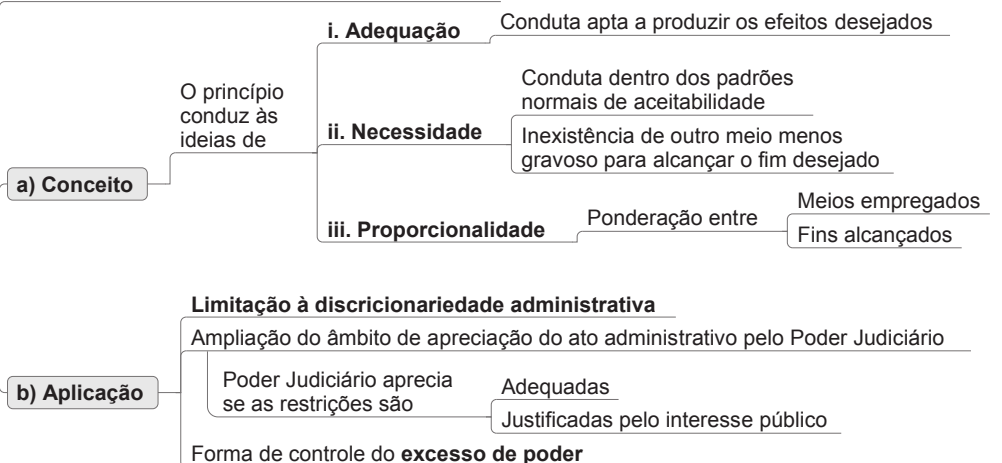 a) Conceito
O princípio
conduz às
ideias de
i. Adequação
Conduta apta a produzir os efeitos desejados
ii. Necessidade
Conduta dentro dos padrões
normais de aceitabilidade
Inexistência de outro meio menos
gravoso para alcançar o fim desejado
iii. Proporcionalidade
Ponderação entre
Meios empregados
Fins alcançados
b) Aplicação
Limitação à discricionariedade administrativa
Ampliação do âmbito de apreciação do ato administrativo pelo Poder Judiciário
Poder Judiciário aprecia
se as restrições são
Adequadas
Justificadas pelo interesse público
Forma de controle do excesso de poder